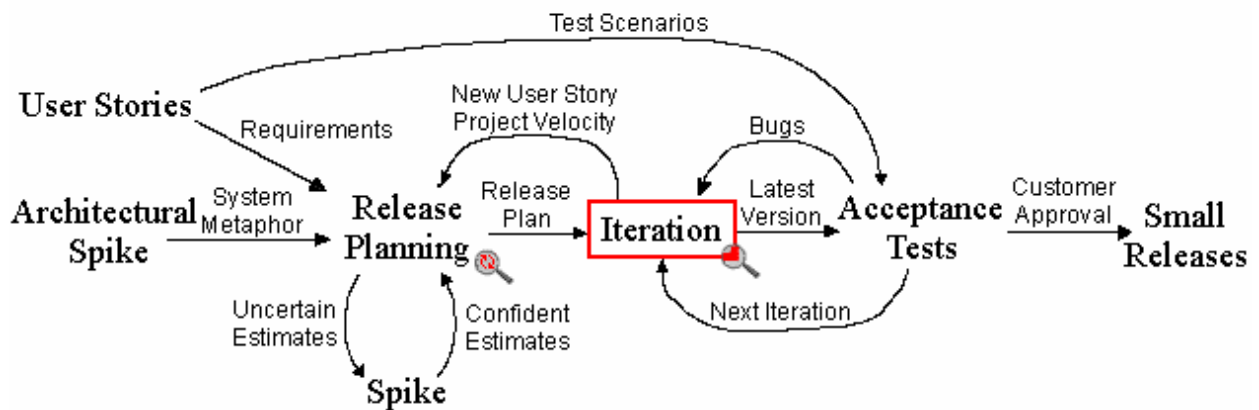 Test Scenarios
User Stories
New User Story
Project Velocity
Requirements
Bugs
Architectural
Spike
System
Metaphor
Release
Planning
Release
Plan
Iteration
Latest
Version
Acceptance
Tests
Customer
Approval
Small
Releases
Uncertain
Estimates
Confident
Estimates
Next Iteration
Spike